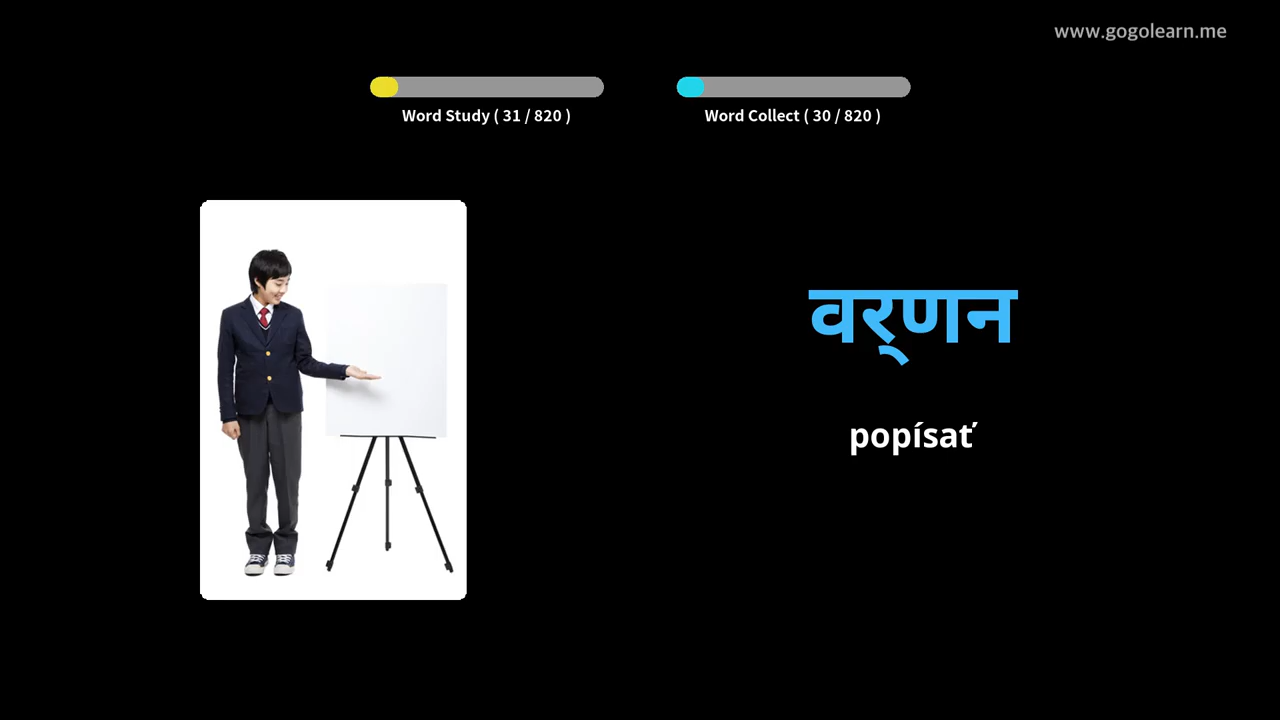 www.gogolearn.me
Word Study ( 31 / 820 )
Word Collect ( 30 / 820 )
वर्‌णन
popísať